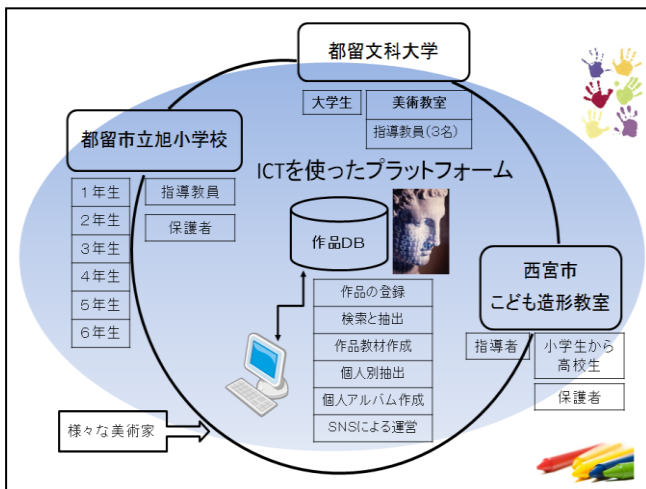 都留文科大学
大学生
美術教室
指導教員(3名)
都留市立旭小学校
1年生
2年生
3年生
4年生
5年生
6年生
指導教員
保護者
ICTを使ったプラットフォーム
作品DB
作品の登録
検索と抽出
作品教材作成
個人別抽出
個人アルバム作成
SNSによる運営
西宮市
こども造形教室
指導者
小学生から
高校生
保護者
様々な美術家